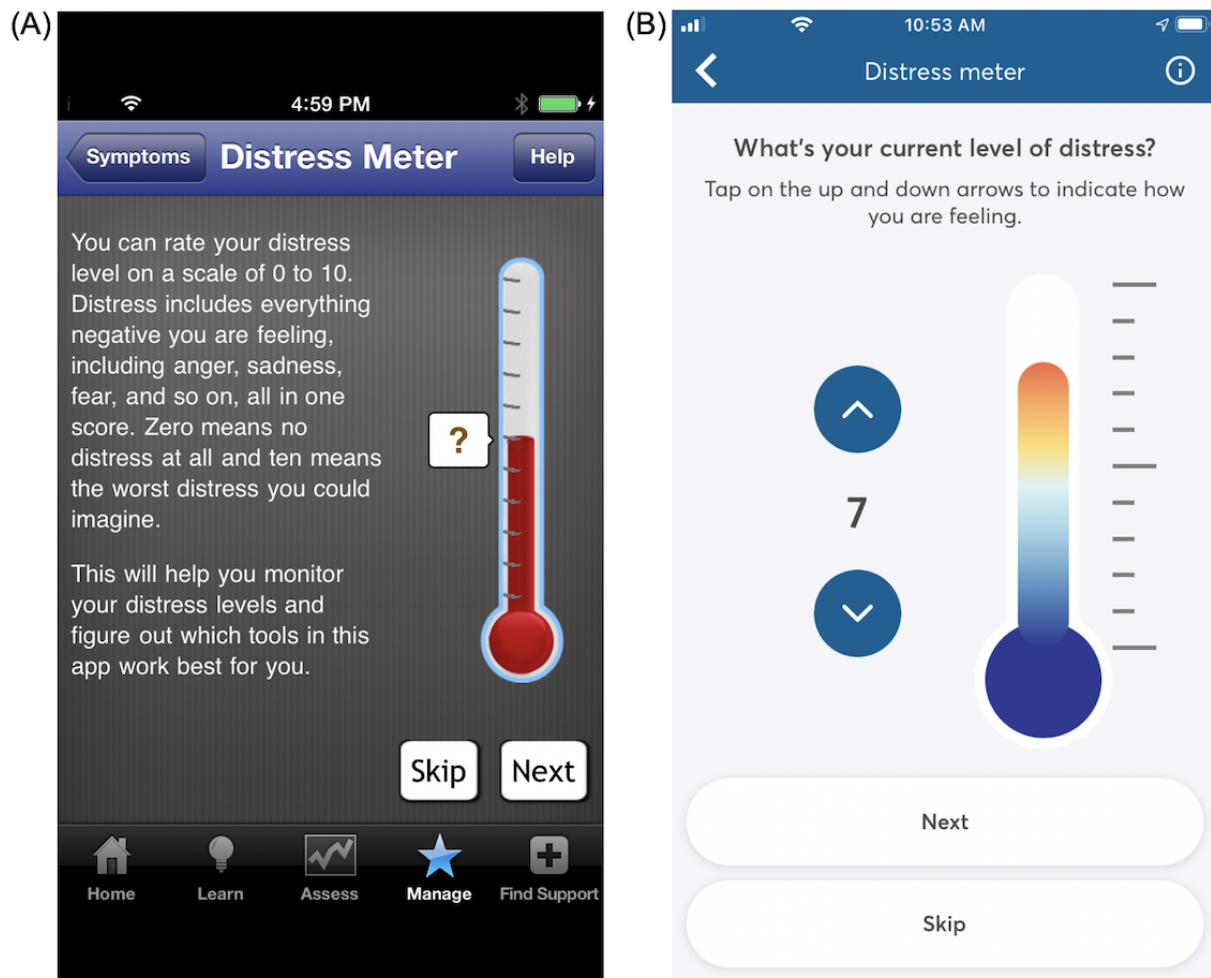 (A)
4:59 PM
Symptoms
Distress Meter
Help
You can rate your distress
level on a scale of 0 to 10.
Distress includes everything
negative you are feeling,
including anger, sadness,
fear, and so on, all in one
score. Zero means no
distress at all and ten means
the worst distress you could
imagine.
This will help you monitor
your distress levels and
figure out which tools in this
app work best for you.
?
Skip
Next
Home
Learn
Assess
Manage
Find Support
(B)
10:53 AM
Distress meter
What's your current level of distress?
Tap on the up and down arrows to indicate how
you are feeling.
7
Next
Skip